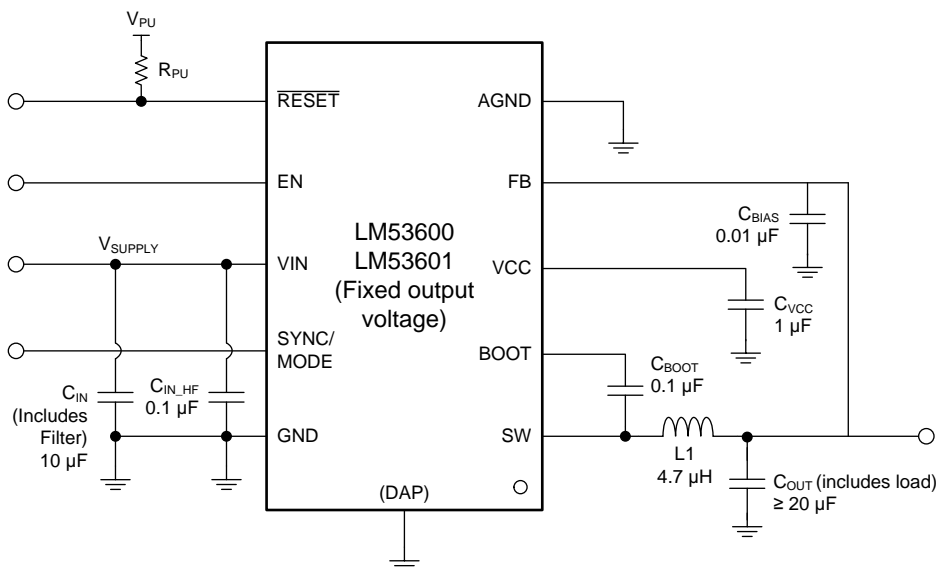 V_PU
R_PU
RESET
AGND
EN
FB
C_BIAS
0.01 µF
LM53600
LM53601
(Fixed output
voltage)
V_SUPPLY
VIN
VCC
C_VCC
1 µF
SYNC/
MODE
BOOT
C_BOOT
0.1 µF
C_IN
(Includes
Filter)
10 µF
C_IN_HF
0.1 µF
GND
SW
L1
4.7 µH
C_OUT (includes load)
≥ 20 µF
(DAP)